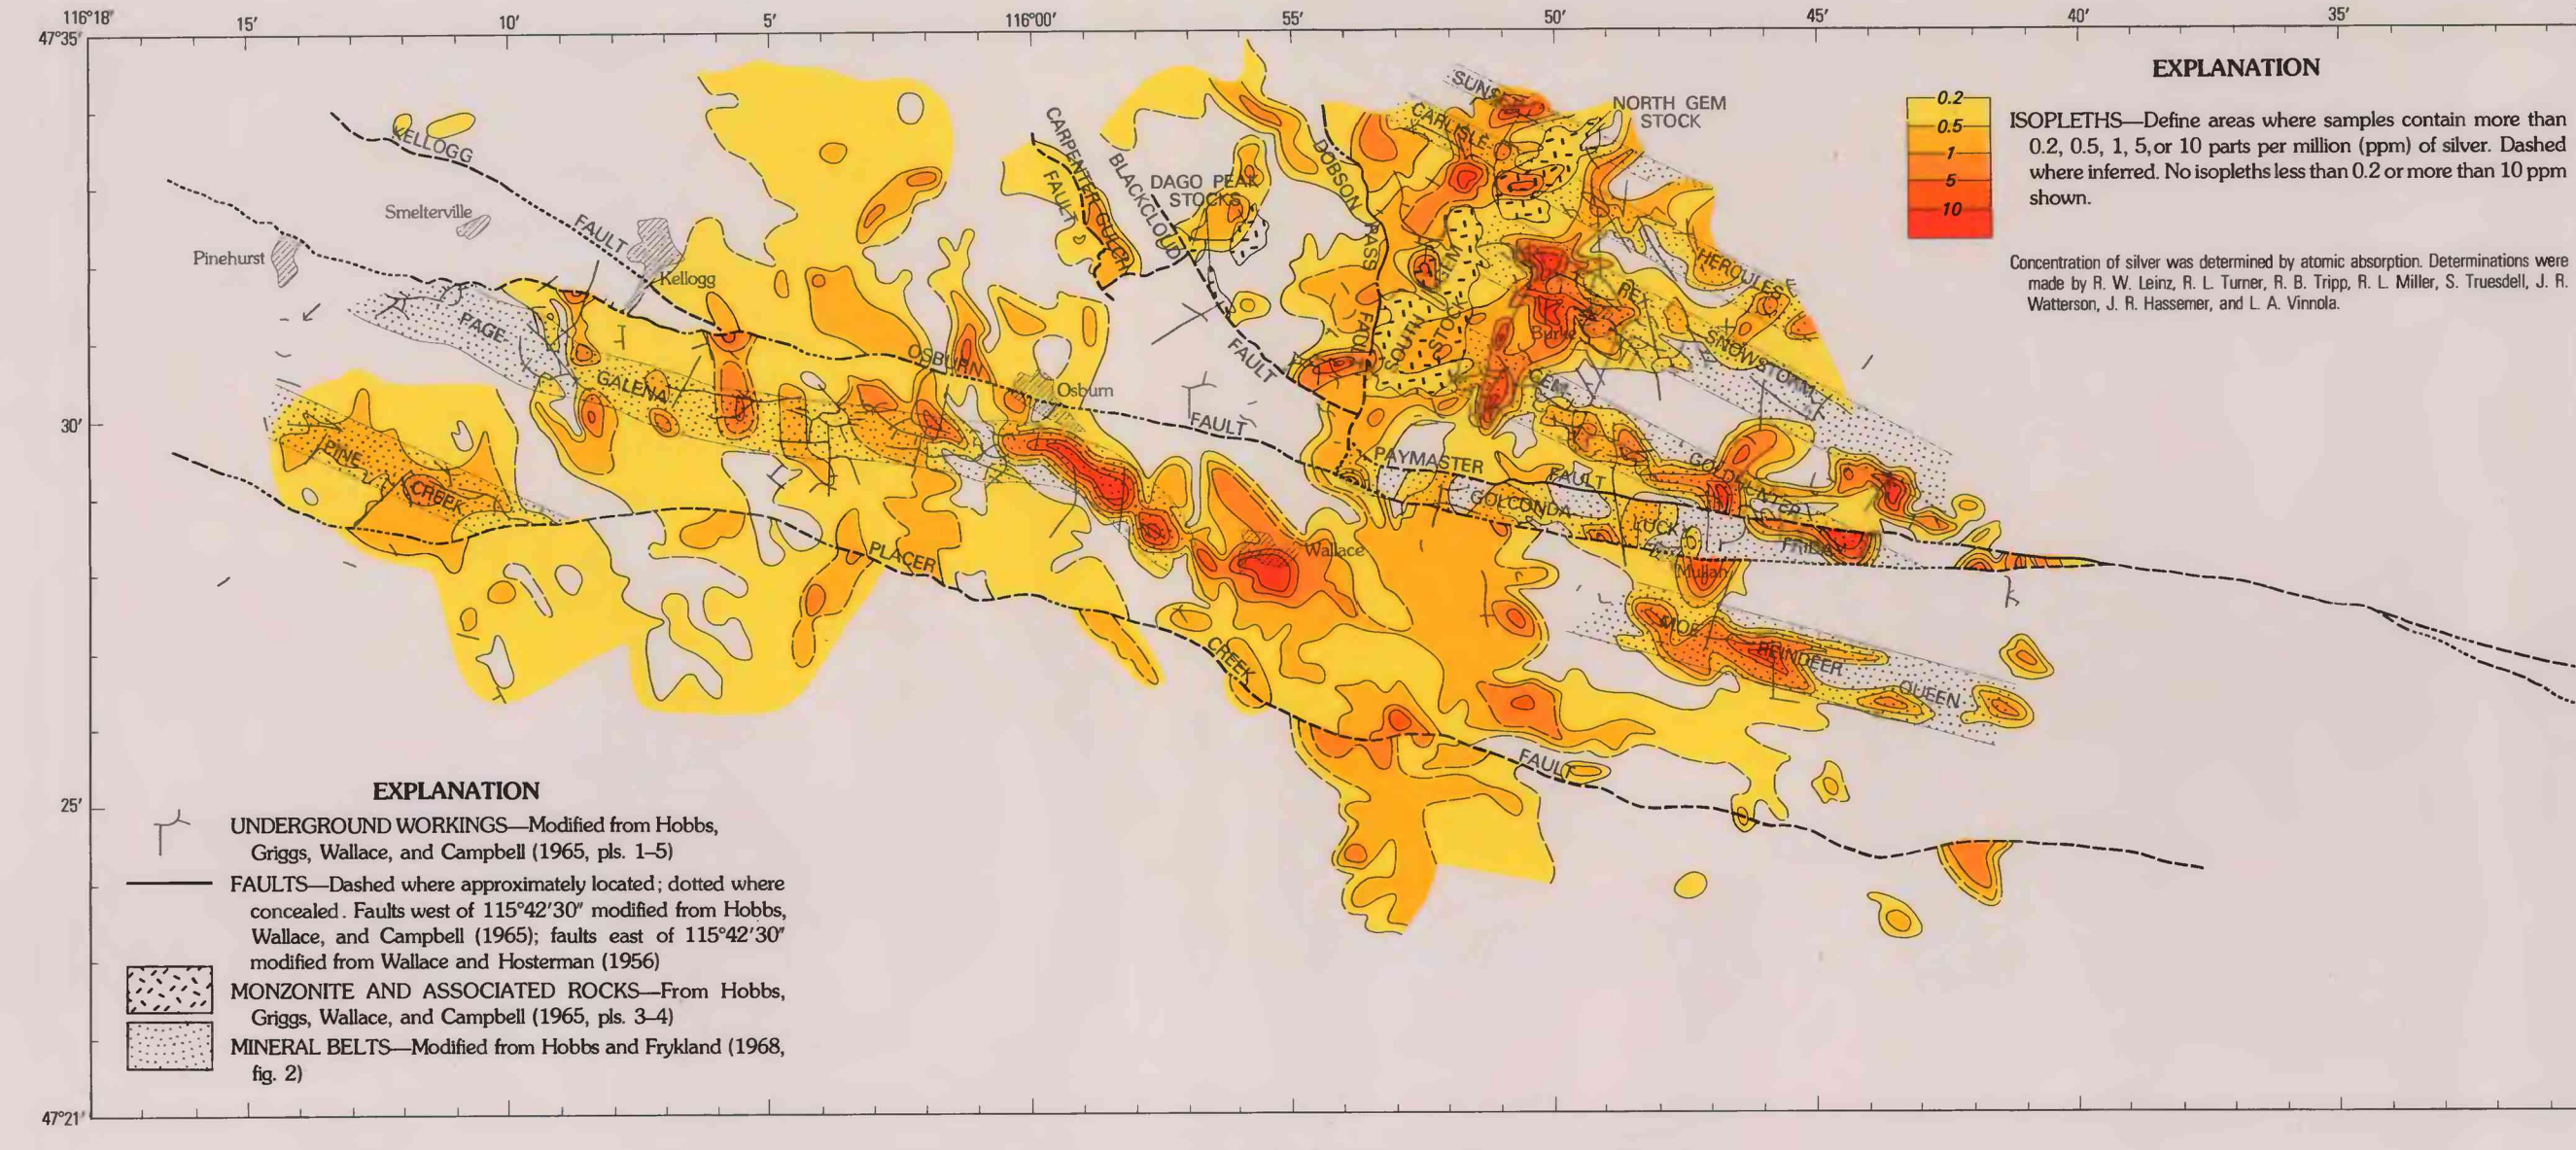 116°18′
15′
10′
5′
116°00′
55′
50′
45′
40′
35′
47°35′
30′
25′
47°21′
EXPLANATION
0.2
0.5
1
5
10
ISOPLETHS—Define areas where samples contain more than
0.2, 0.5, 1, 5, or 10 parts per million (ppm) of silver. Dashed
where inferred. No isopleths less than 0.2 or more than 10 ppm
shown.
Concentration of silver was determined by atomic absorption. Determinations were
made by R. W. Leinz, R. L. Turner, R. B. Tripp, R. L. Miller, S. Truesdell, J. R.
Watterson, J. R. Hassemer, and L. A. Vinnola.
KELLOGG
FAULT
Smelterville
Pinehurst
Kellogg
PAGE
GALENA
OSBURN
FAULT
Osburn
PINE
CREEK
PLACER
CREEK
FAULT
CARPENTER GULCH
FAULT
BLACKCLOUD
FAULT
DAGO PEAK
STOCKS
DOBSON
PASS
FAULT
SUNSET
CARLISLE
NORTH GEM
STOCK
SOUTH GEM
STOCK
HERCULES
REX
Burke
SNOWSTORM
GEM
GOLDHUNTER
PAYMASTER
FAULT
GOLCONDA
LUCKY
FRIDAY
Mullan
Wallace
MOE
REINDEER
QUEEN
EXPLANATION
UNDERGROUND WORKINGS—Modified from Hobbs,
Griggs, Wallace, and Campbell (1965, pls. 1–5)
FAULTS—Dashed where approximately located; dotted where
concealed. Faults west of 115°42′30″ modified from Hobbs,
Wallace, and Campbell (1965); faults east of 115°42′30″
modified from Wallace and Hosterman (1956)
MONZONITE AND ASSOCIATED ROCKS—From Hobbs,
Griggs, Wallace, and Campbell (1965, pls. 3–4)
MINERAL BELTS—Modified from Hobbs and Frykland (1968,
fig. 2)